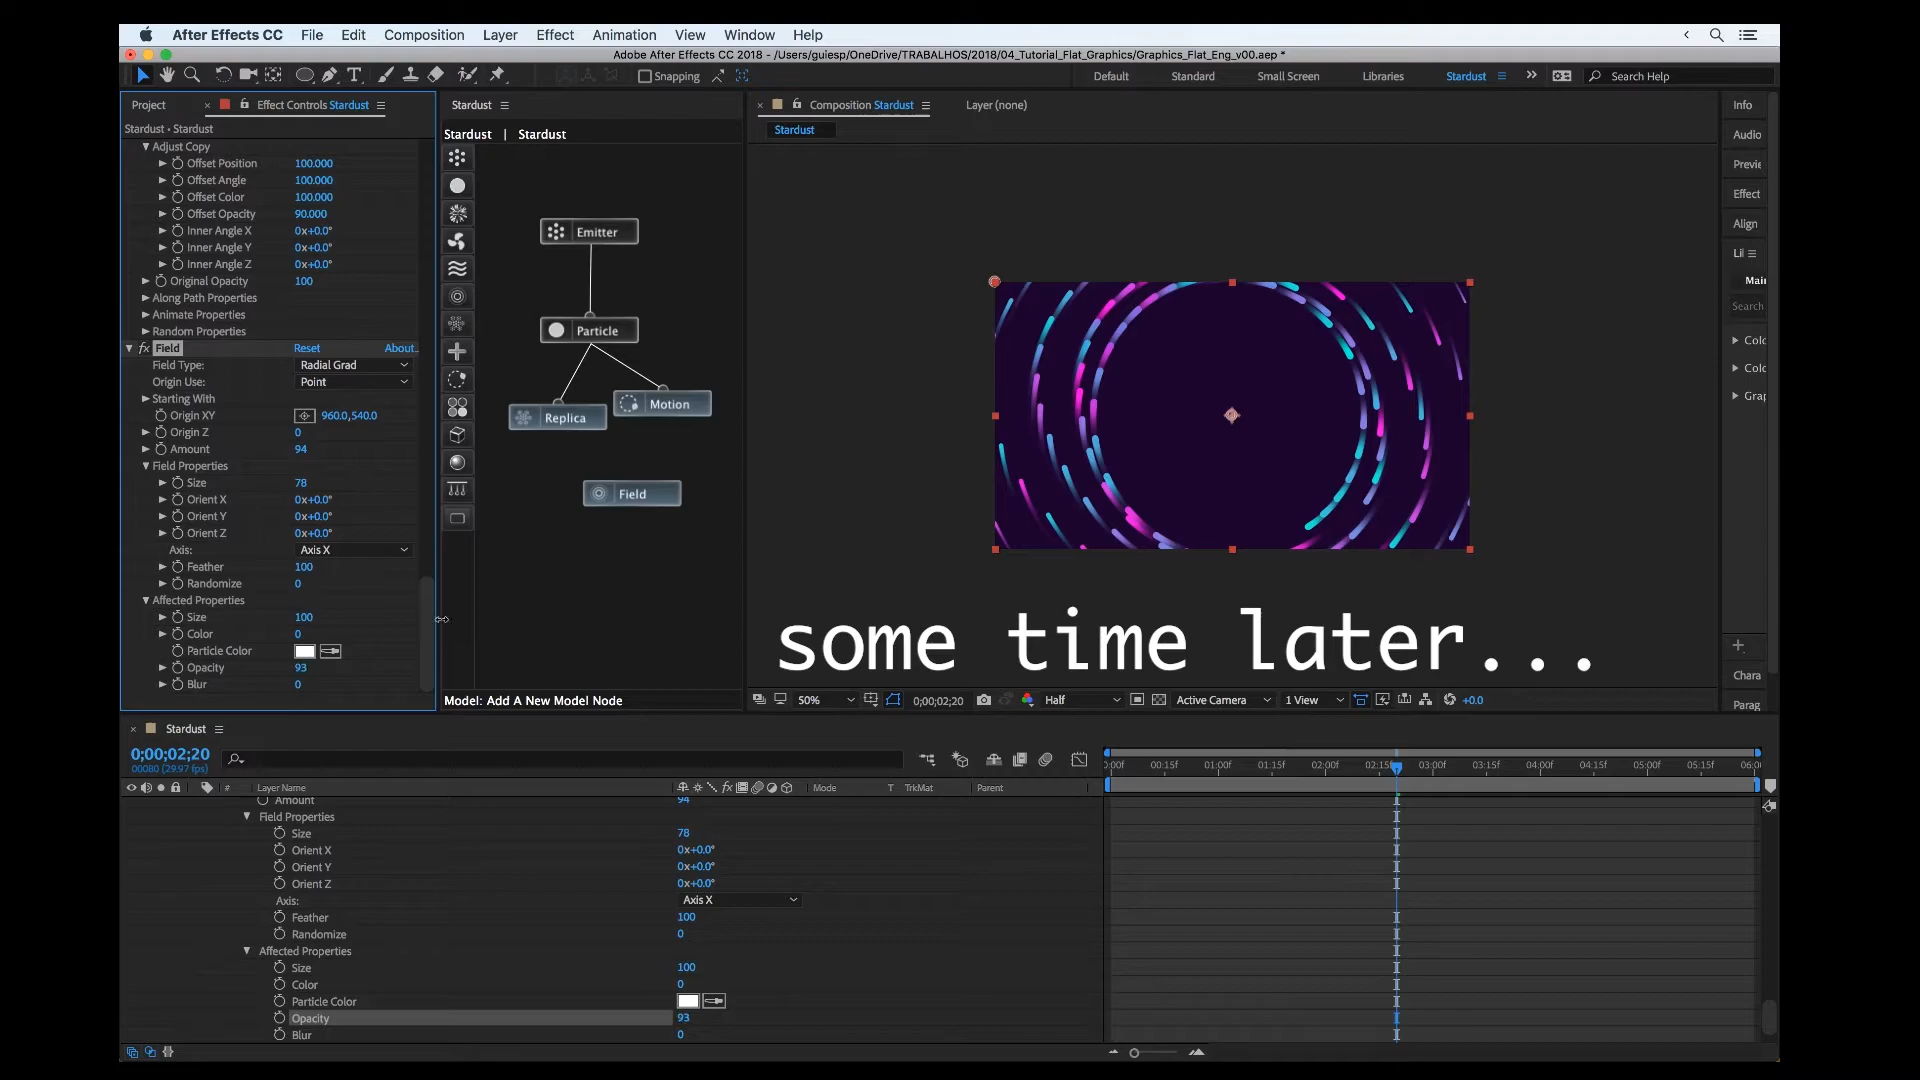 After Effects CC File Edit Composition Layer Effect Animation View Window Help
Adobe After Effects CC 2018 - /Users/guiesp/OneDrive/TRABALHOS/2018/04_Tutorial_Flat_Graphics/Graphics_Flat_Eng_v00.aep *
Snapping Default Standard Small Screen Libraries Stardust Search Help
Project Effect Controls Stardust
Stardust • Stardust
Adjust Copy
Offset Position 100.000
Offset Angle 100.000
Offset Color 100.000
Offset Opacity 90.000
Inner Angle X 0x+0.0°
Inner Angle Y 0x+0.0°
Inner Angle Z 0x+0.0°
Original Opacity 100
Along Path Properties
Animate Properties
Random Properties
fx Field Reset About..
Field Type: Radial Grad
Origin Use: Point
Starting With
Origin XY 960.0,540.0
Origin Z 0
Amount 94
Field Properties
Size 78
Orient X 0x+0.0°
Orient Y 0x+0.0°
Orient Z 0x+0.0°
Axis: Axis X
Feather 100
Randomize 0
Affected Properties
Size 100
Color 0
Particle Color
Opacity 93
Blur 0
Stardust
Stardust | Stardust
Emitter
Particle
Replica
Motion
Field
Model: Add A New Model Node
Composition Stardust Layer (none)
Stardust
some time later...
50% 0;00;02;20 Half Active Camera 1 View +0.0
Info
Audio
Previe
Effect
Align
Li
Main
Search
Colo
Colo
Grap
Chara
Parag
Stardust
0;00;02;20
00080 (29.97 fps)
# Layer Name fx Mode T TrkMat Parent
:00f 00:15f 01:00f 01:15f 02:00f 02:15f 03:00f 03:15f 04:00f 04:15f 05:00f 05:15f 06:0
Amount 94
Field Properties
Size 78
Orient X 0x+0.0°
Orient Y 0x+0.0°
Orient Z 0x+0.0°
Axis: Axis X
Feather 100
Randomize 0
Affected Properties
Size 100
Color 0
Particle Color
Opacity 93
Blur 0